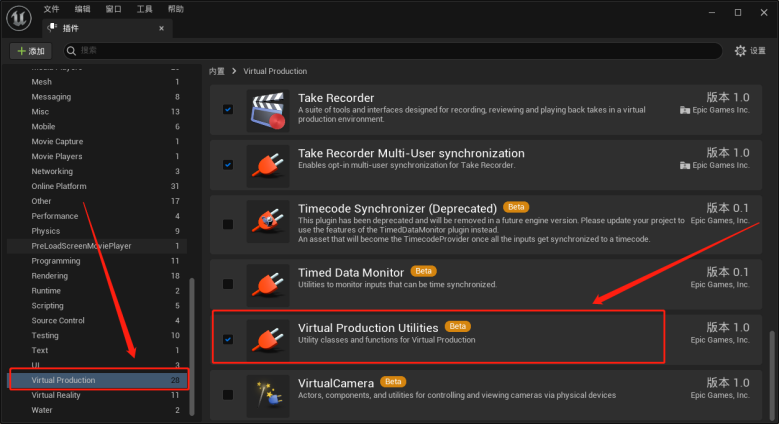 文件 编辑 窗口 工具 帮助
插件
添加
搜索
设置
Mesh 1
Messaging 8
Misc 13
Mobile 6
Movie Capture 1
Movie Players 1
Networking 3
Online Platform 31
Other 17
Performance 4
Physics 9
PreLoadScreenMoviePlayer 1
Programming 11
Rendering 18
Runtime 2
Scripting 5
Source Control 4
Testing 10
Text 1
UI 3
Virtual Production 20
Virtual Reality 11
Water 2
内置 > Virtual Production
Take Recorder
版本 1.0
A suite of tools and interfaces designed for recording, reviewing and playing back takes in a virtual
production environment.
Epic Games Inc.
Take Recorder Multi-User synchronization
版本 1.0
Enables opt-in multi-user synchronization for Take Recorder.
Epic Games Inc.
Timecode Synchronizer (Deprecated) Beta
版本 0.1
This plugin has been deprecated and will be removed in a future engine version. Please update your project to
Epic Games, Inc.
use the features of the TimedDataMonitor plugin instead.
An asset that will become the TimecodeProvider once all the inputs get synchronized to a timecode.
Timed Data Monitor Beta
版本 0.1
Utilities to monitor inputs that can be time synchronized.
Epic Games, Inc.
Virtual Production Utilities Beta
版本 1.0
Utility classes and functions for Virtual Production
Epic Games, Inc.
VirtualCamera Beta
版本 1.0
Actors, components, and utilities for controlling and viewing cameras via physical devices
Epic Games, Inc.